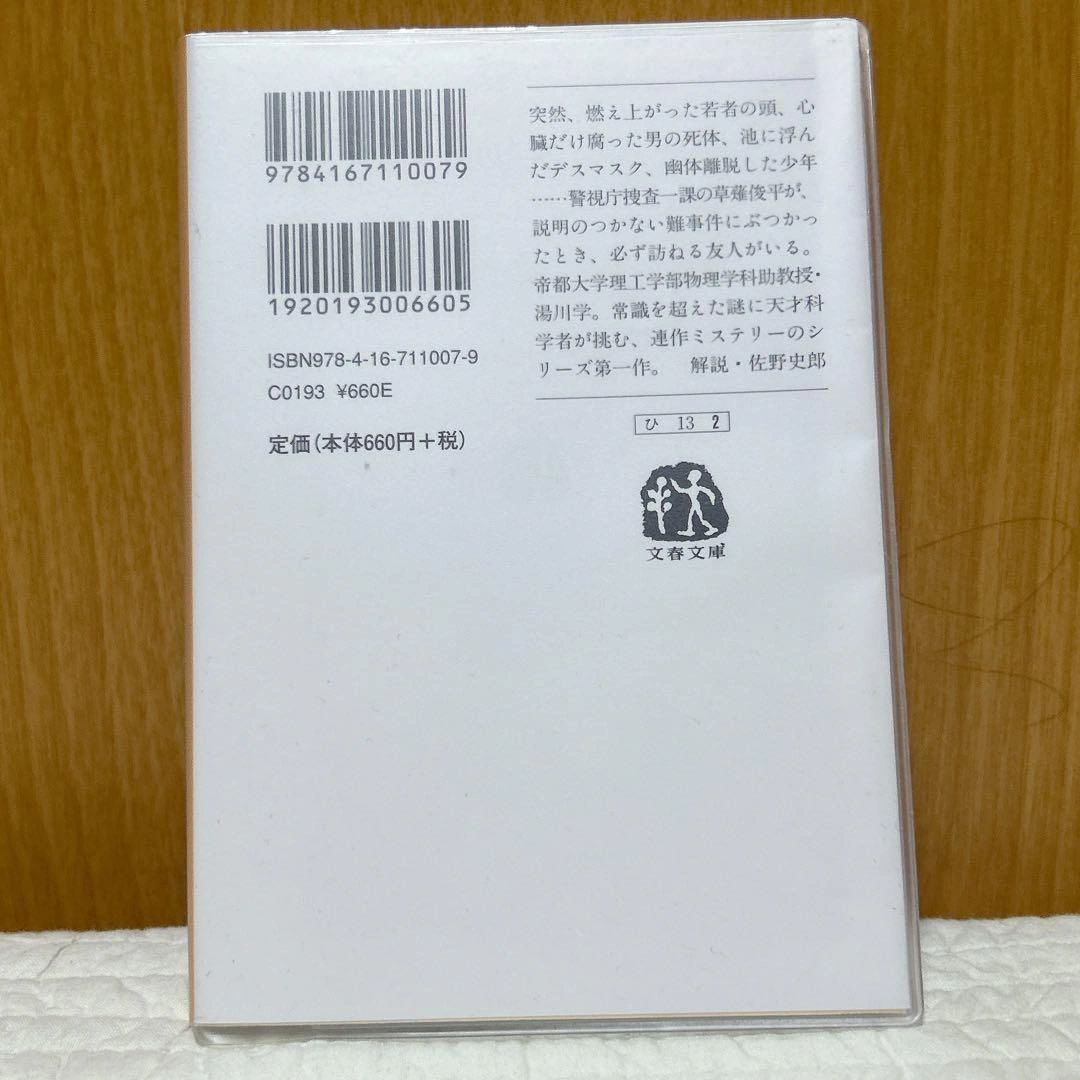 9784167110079
1920193006605
ISBN978-4-16-711007-9
C0193 ¥660E
定価(本体660円+税)
突然、燃え上がった若者の頭、心
臓だけ腐った男の死体、池に浮ん
だデスマスク、幽体離脱した少年
……警視庁捜査一課の草薙俊平が、
説明のつかない難事件にぶつかっ
たとき、必ず訪ねる友人がいる。
帝都大学理工学部物理学科助教授・
湯川学。常識を超えた謎に天才科
学者が挑む、連作ミステリーのシ
リーズ第一作。 解説・佐野史郎
ひ 13 2
文春文庫